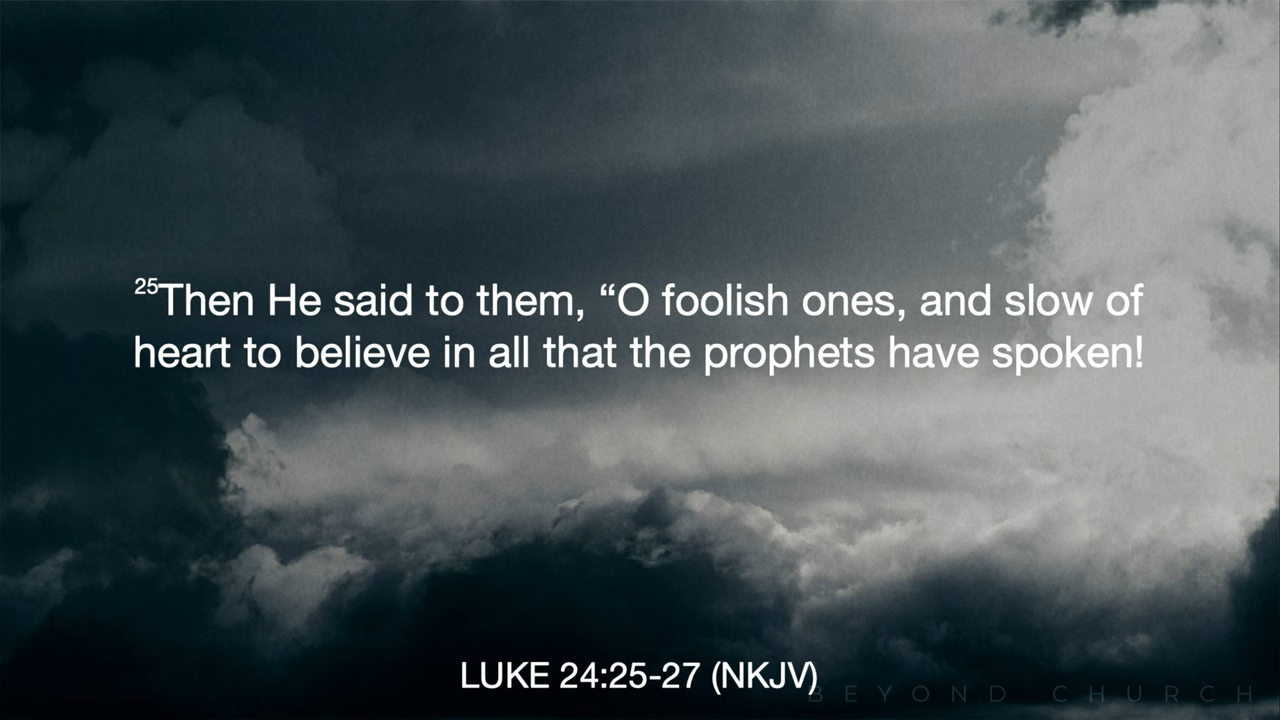 25Then He said to them, “O foolish ones, and slow of
heart to believe in all that the prophets have spoken!
LUKE 24:25-27 (NKJV)
BEYOND CHURCH